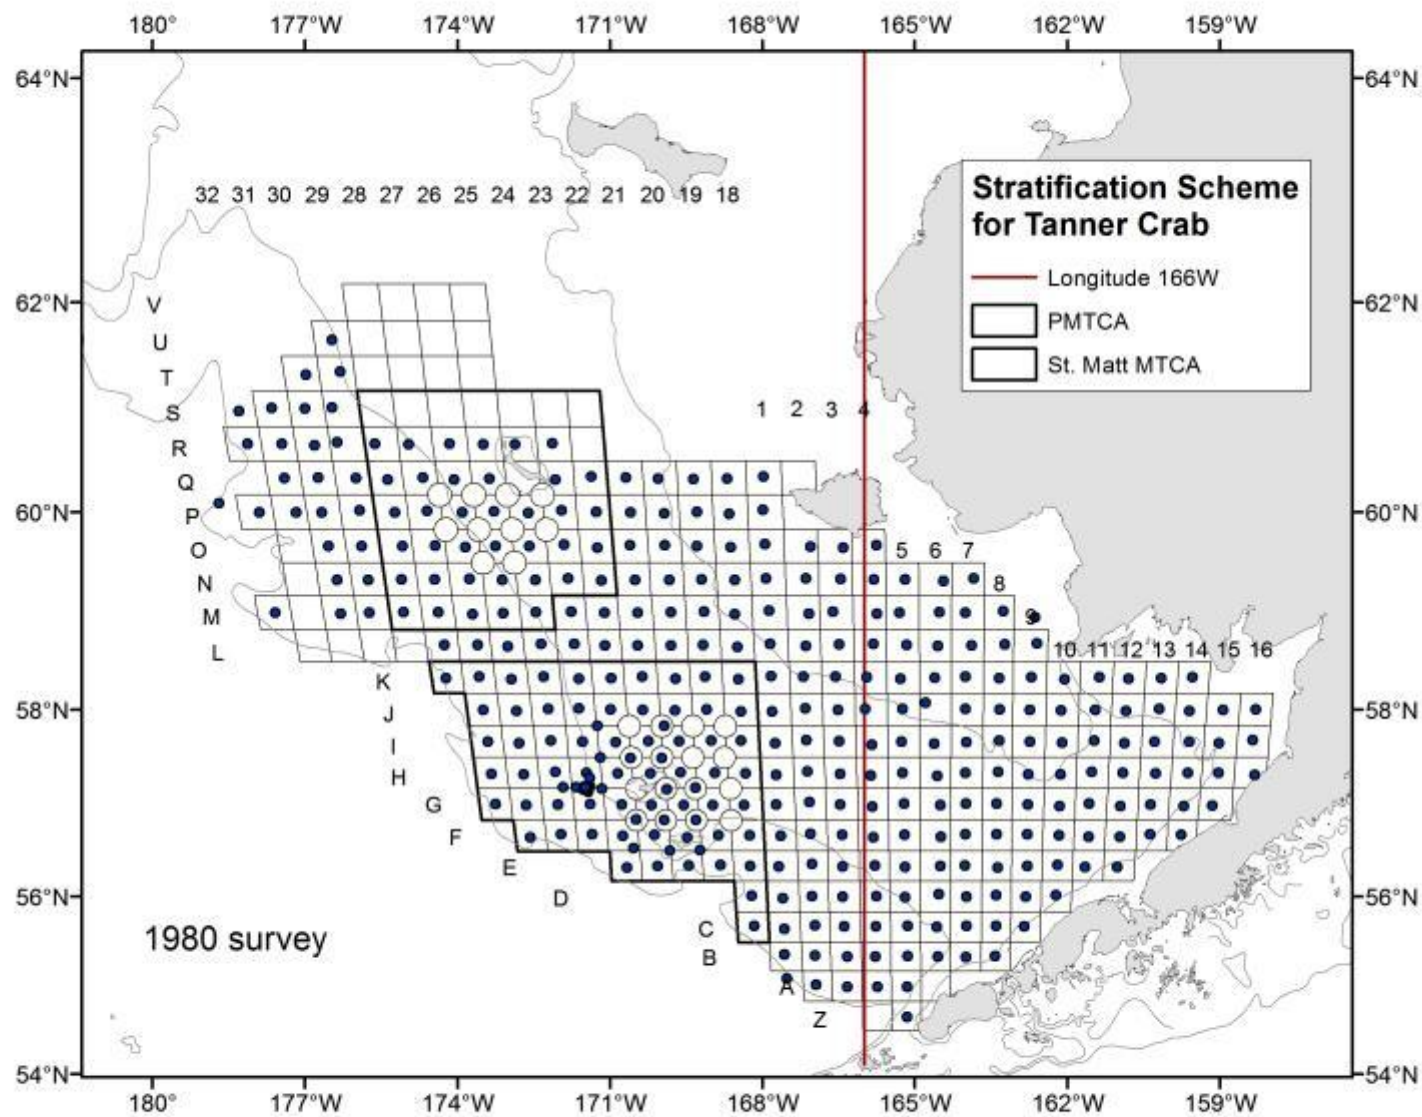 180° 177°W 174°W 171°W 168°W 165°W 162°W 159°W
64°N 64°N
Stratification Scheme
for Tanner Crab
32 31 30 29 28 27 26 25 24 23 22 21 20 19 18
Longitude 166W
62°N 62°N
V
PMTCA
U
St. Matt MTCA
T
S 1 2 3 4
R
Q
P 60°N 60°N
O 5 6 7
N 8
M 9
L 10 11 12 13 14 15 16
K
J 58°N 58°N
I
H
G
F
E
D 56°N 56°N
C
1980 survey
B
A
Z
54°N 54°N
180° 177°W 174°W 171°W 168°W 165°W 162°W 159°W